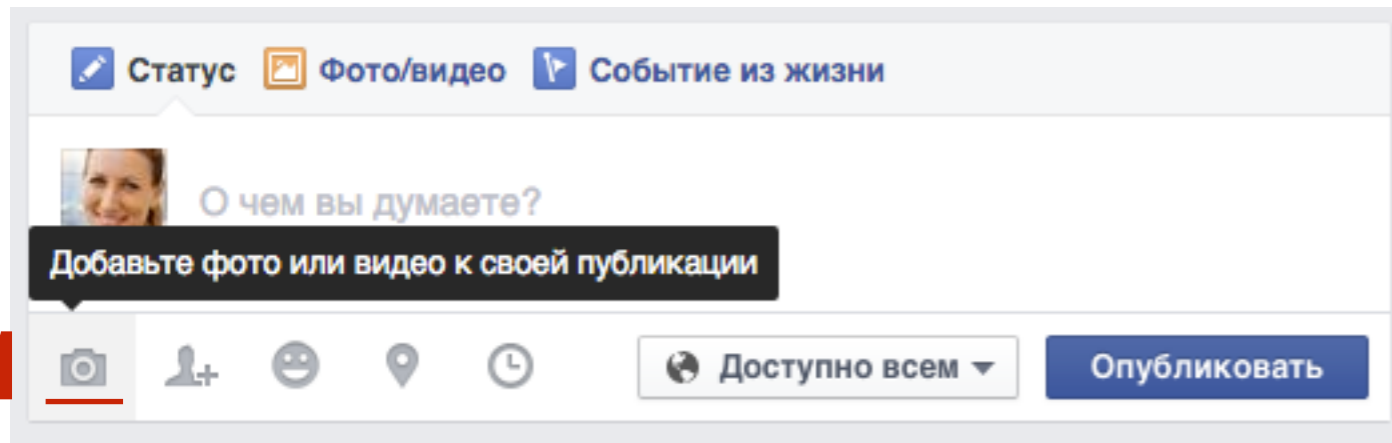 Статус Фото/видео Событие из жизни
О чем вы думаете?
Добавьте фото или видео к своей публикации
Доступно всем Опубликовать